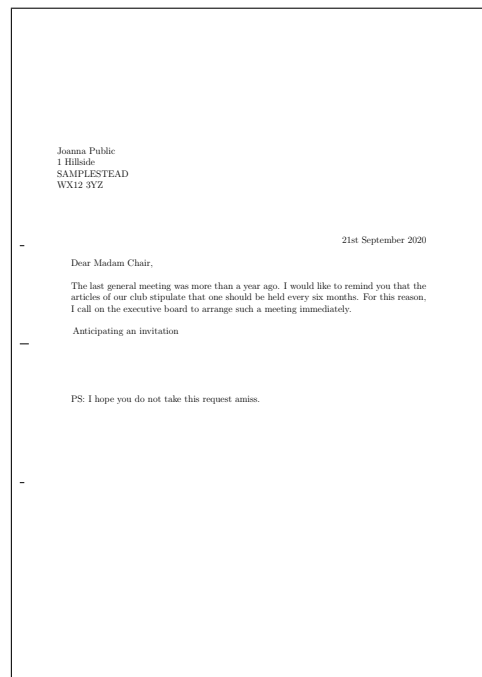 Joanna Public
1 Hillside
SAMPLESTEAD
WX12 3YZ
21st September 2020
Dear Madam Chair,
The last general meeting was more than a year ago. I would like to remind you that the
articles of our club stipulate that one should be held every six months. For this reason,
I call on the executive board to arrange such a meeting immediately.
Anticipating an invitation
PS: I hope you do not take this request amiss.